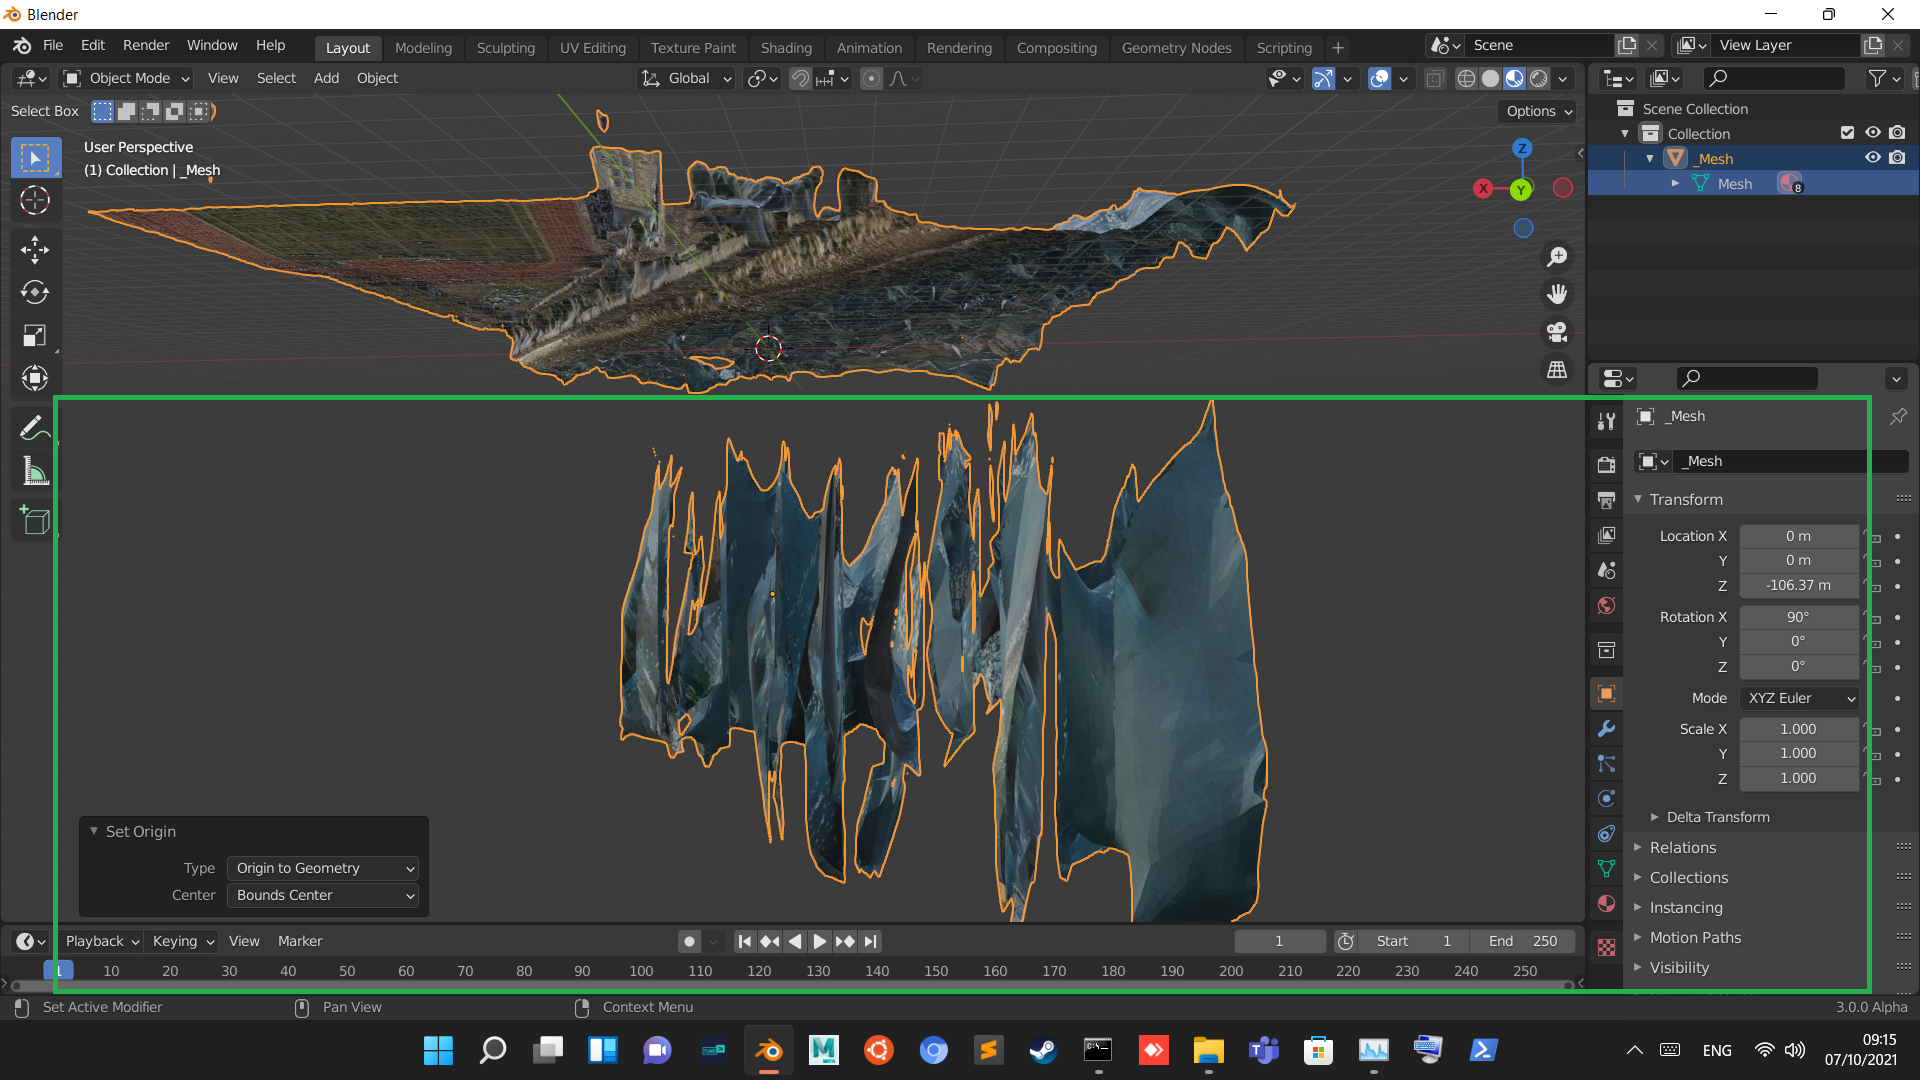 Blender
File Edit Render Window Help Layout Modeling Sculpting UV Editing Texture Paint Shading Animation Rendering Compositing Geometry Nodes Scripting + Scene View Layer
Object Mode View Select Add Object Global
Select Box Options
User Perspective
(1) Collection | _Mesh
Z
X
Y
Scene Collection
Collection
_Mesh
Mesh 8
_Mesh
_Mesh
Transform
Location X 0 m
Y 0 m
Z -106.37 m
Rotation X 90°
Y 0°
Z 0°
Mode XYZ Euler
Scale X 1.000
Y 1.000
Z 1.000
Delta Transform
Relations
Collections
Instancing
Motion Paths
Visibility
Set Origin
Type Origin to Geometry
Center Bounds Center
Playback Keying View Marker 1 Start 1 End 250
1 10 20 30 40 50 60 70 80 90 100 110 120 130 140 150 160 170 180 190 200 210 220 230 240 250
Set Active Modifier Pan View Context Menu 3.0.0 Alpha
ENG 09:15
07/10/2021